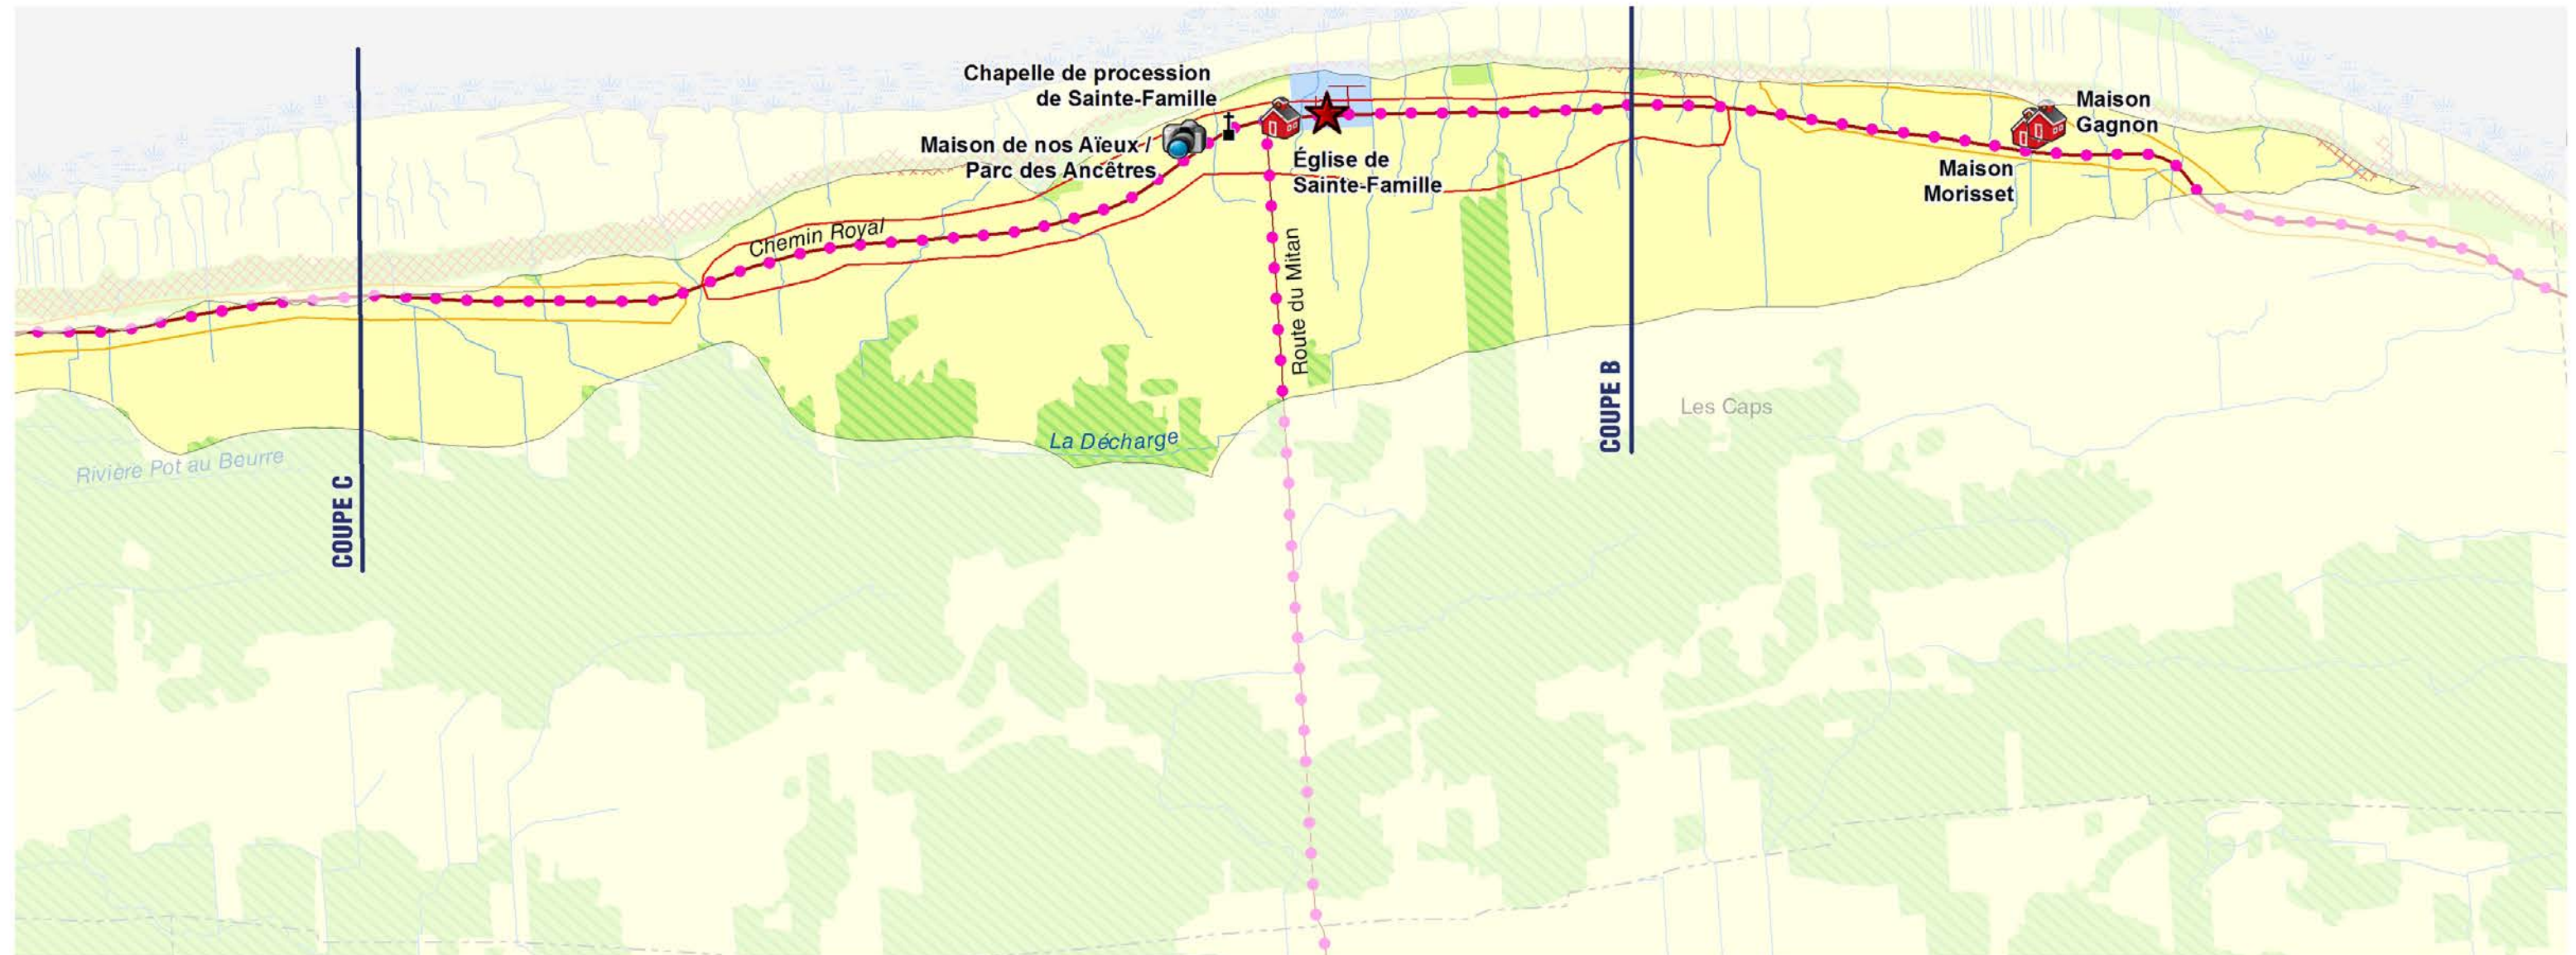 Chapelle de procession
de Sainte-Famille
Maison de nos Aïeux /
Parc des Ancêtres
Église de
Sainte-Famille
Maison
Gagnon
Maison
Morisset
Chemin Royal
Route du Mitan
COUPE B
Les Caps
La Décharge
Rivière Pot au Beurre
COUPE C